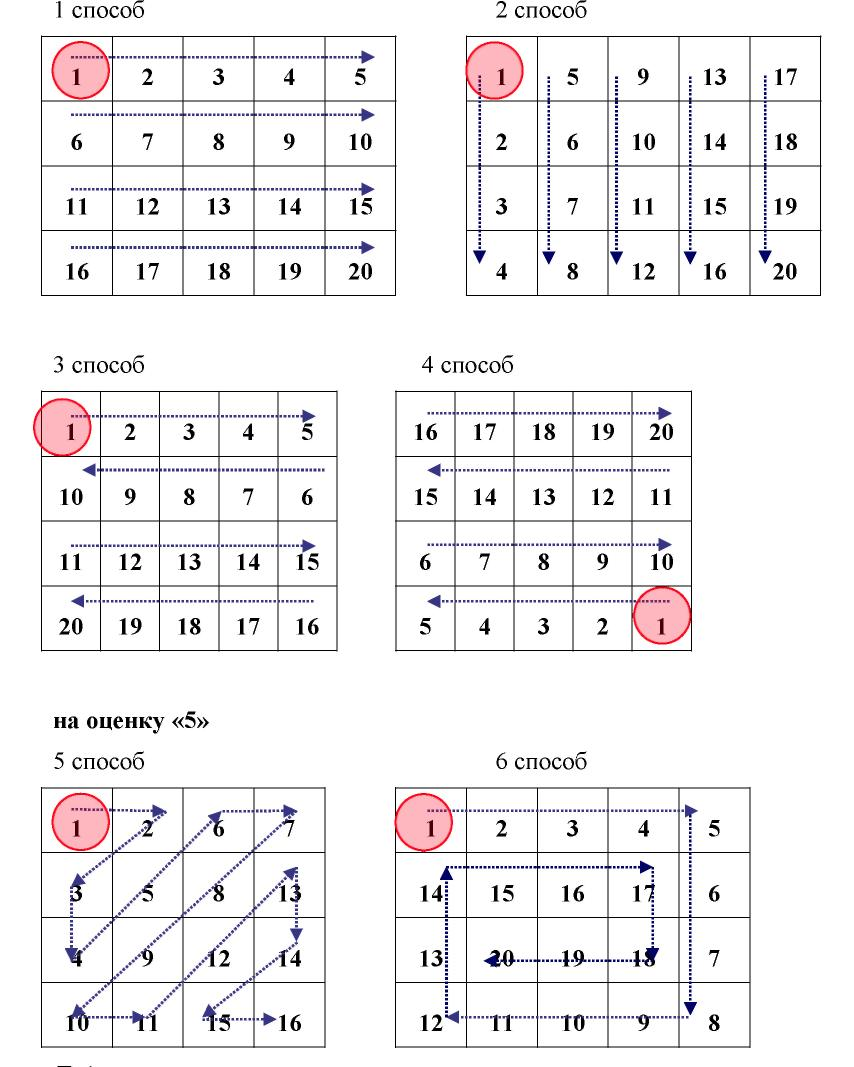 1 способ 2 способ
1 2 3 4 5 1 5 9 13 17
6 7 8 9 10 2 6 10 14 18
11 12 13 14 15 3 7 11 15 19
16 17 18 19 20 4 8 12 16 20
3 способ 4 способ
1 2 3 4 5 16 17 18 19 20
10 9 8 7 6 15 14 13 12 11
11 12 13 14 15 6 7 8 9 10
20 19 18 17 16 5 4 3 2 1
на оценку «5»
5 способ 6 способ
1 2 6 7 1 2 3 4 5
3 5 8 13 14 15 16 17 6
4 9 12 14 13 20 19 18 7
10 11 15 16 12 11 10 9 8